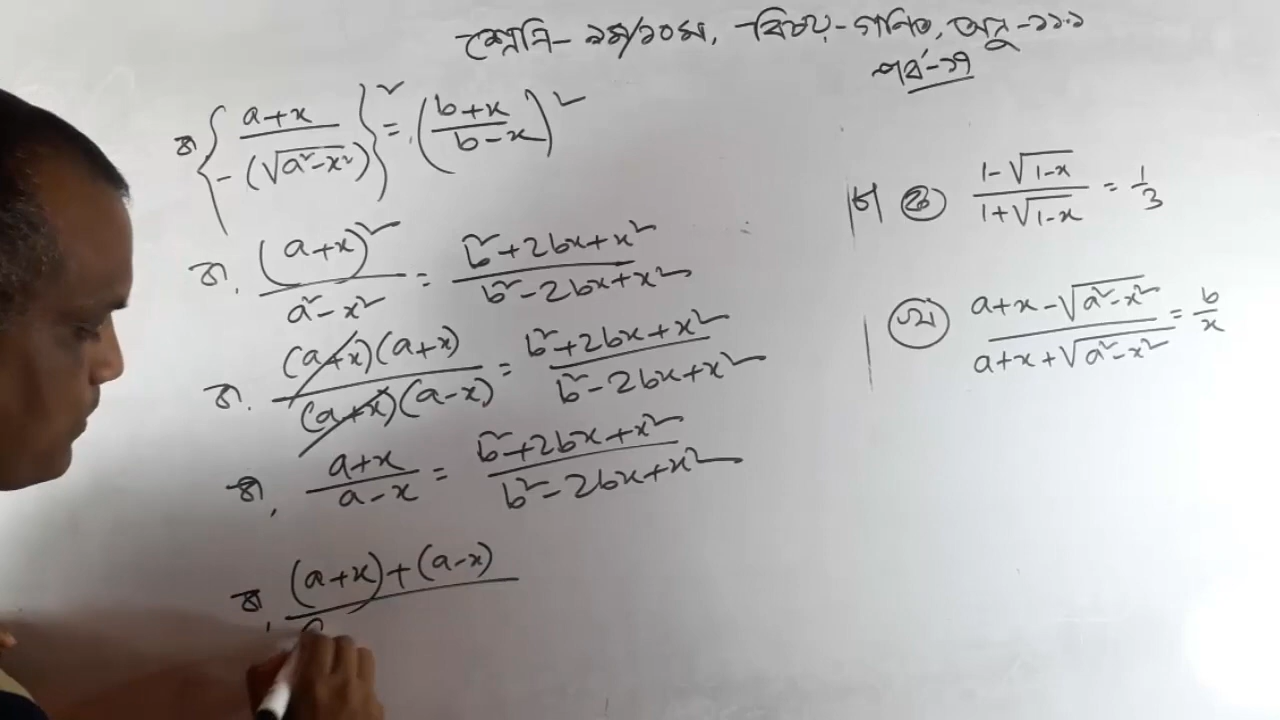 শ্রেণি- ৯ম/১০ম, বিষয়-গণিত, অনু-১১.১
পর্ব-১৭
বা { (a+x) / -(√(a²-x²)) }² = ((b+x)/(b-x))²
বা, (a+x)² / (a²-x²) = (b²+2bx+x²) / (b²-2bx+x²)
বা, (a+x)(a+x) / (a+x)(a-x) = (b²+2bx+x²) / (b²-2bx+x²)
বা, (a+x) / (a-x) = (b²+2bx+x²) / (b²-2bx+x²)
বা, (a+x)+(a-x)
(1-√(1-x)) / (1+√(1-x)) = 1/3
(a+x-√(a²-x²)) / (a+x+√(a²-x²)) = b/x